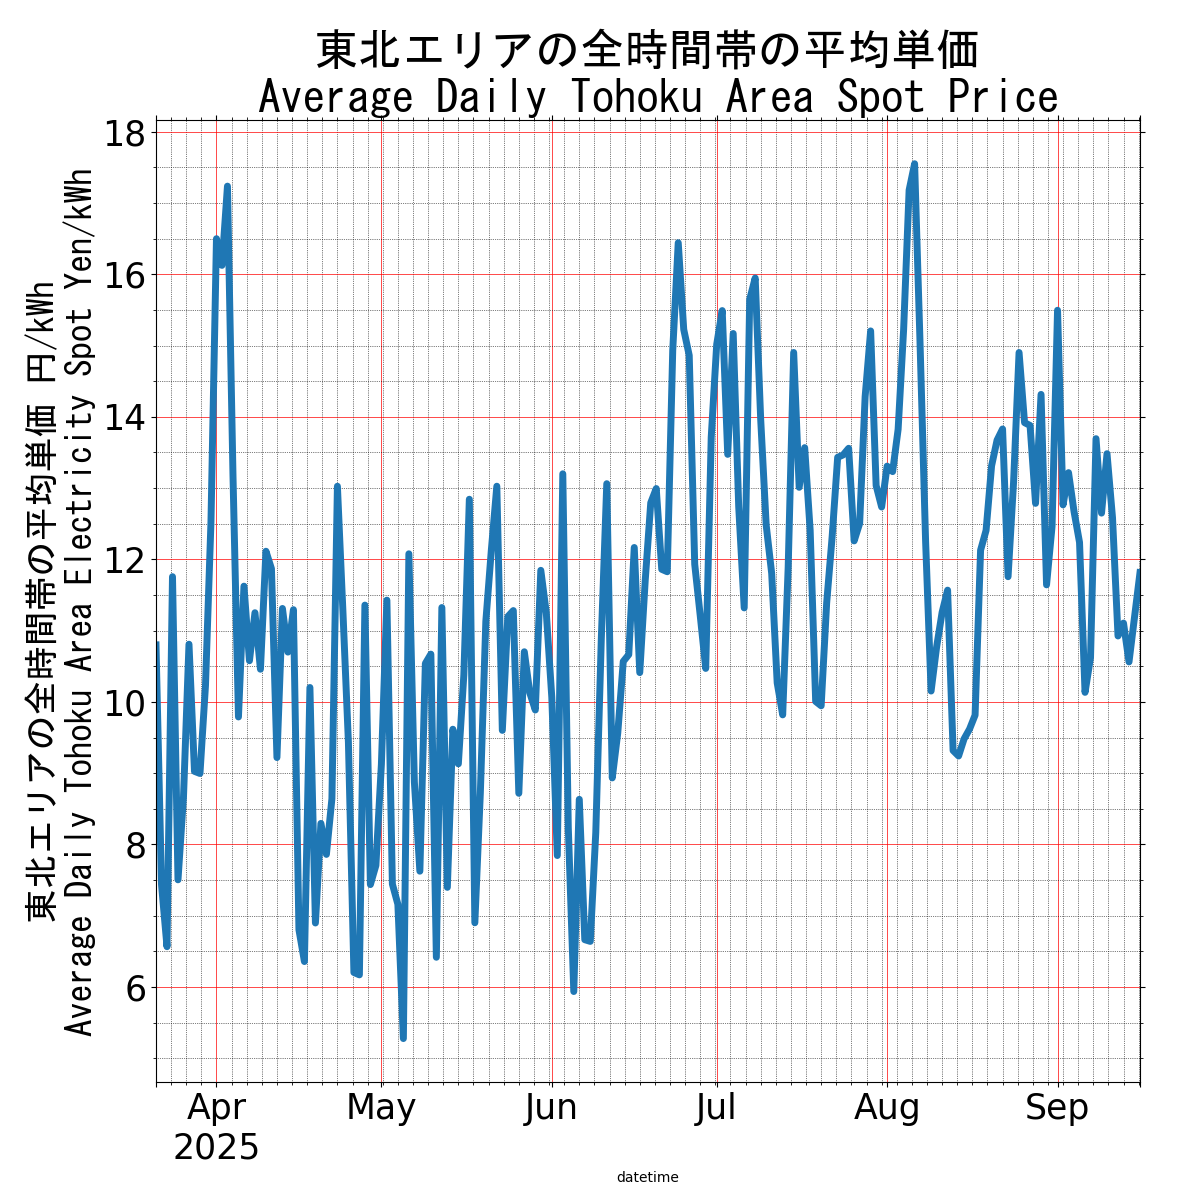 東北エリアの全時間帯の平均単価
Average Daily Tohoku Area Spot Price
東北エリアの全時間帯の平均単価 円/kWh
Average Daily Tohoku Area Electricity Spot Yen/kWh
18
16
14
12
10
8
6
Apr
2025
May
Jun
Jul
Aug
Sep
datetime